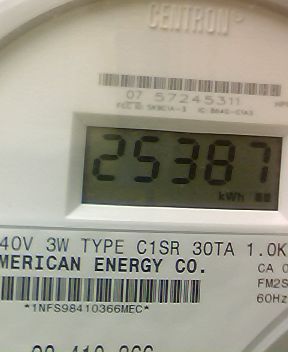 CENTRON®
07 57245311
25387
kWh
40V 3W TYPE C1SR 30TA 1.0K
MERICAN ENERGY CO.
CA 0
FM2S
60Hz
*1NFS98410366MEC*